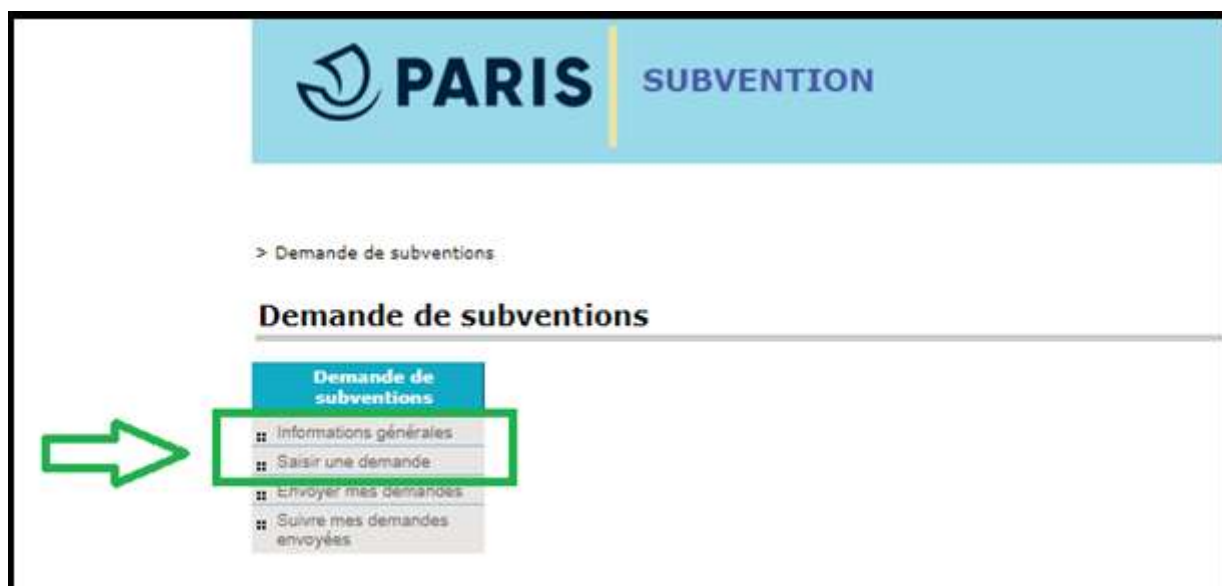 PARIS SUBVENTION
> Demande de subventions
Demande de subventions
Demande de
subventions
Informations générales
Saisir une demande
Envoyer mes demandes
Suivre mes demandes
envoyées